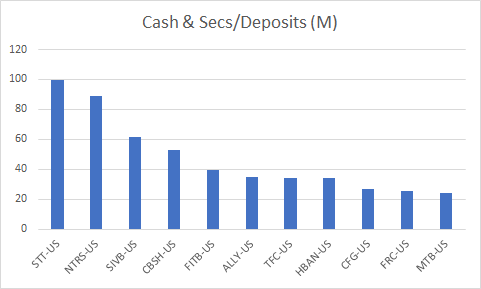 Cash & Secs/Deposits (M)
120
100
80
60
40
20
0
STT-US
NTRS-US
SIVB-US
CBSH-US
FITB-US
ALLY-US
TFC-US
HBAN-US
CFG-US
FRC-US
MTB-US